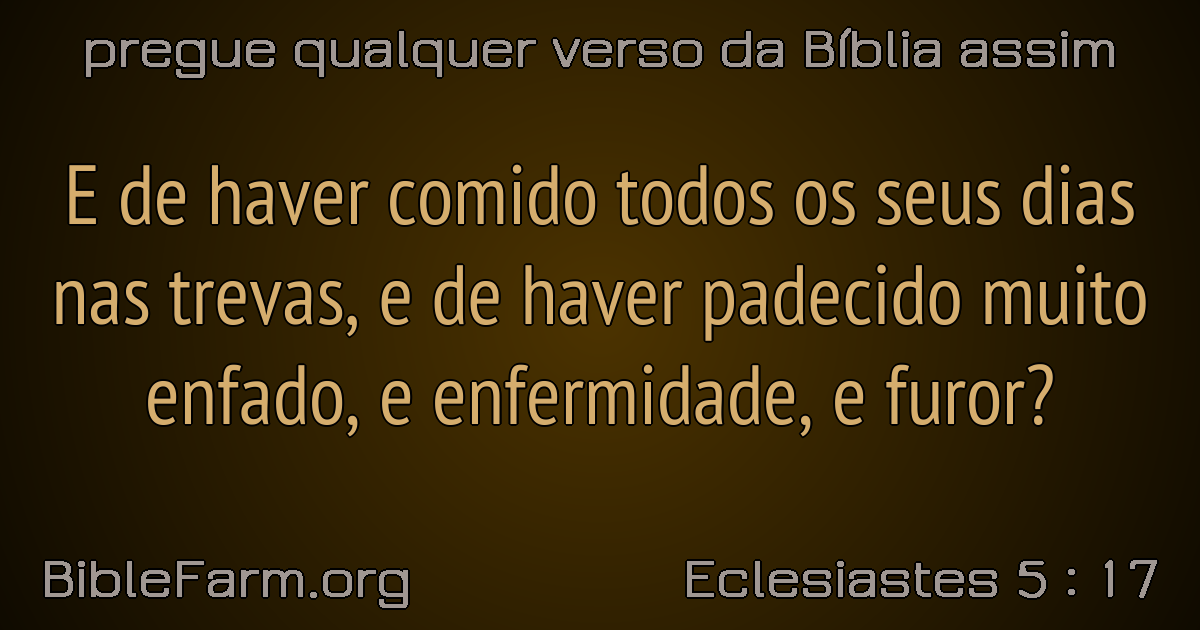 pregue qualquer verso da Bíblia assim
E de haver comido todos os seus dias
nas trevas, e de haver padecido muito
enfado, e enfermidade, e furor?
BibleFarm.org
Eclesiastes 5 : 17